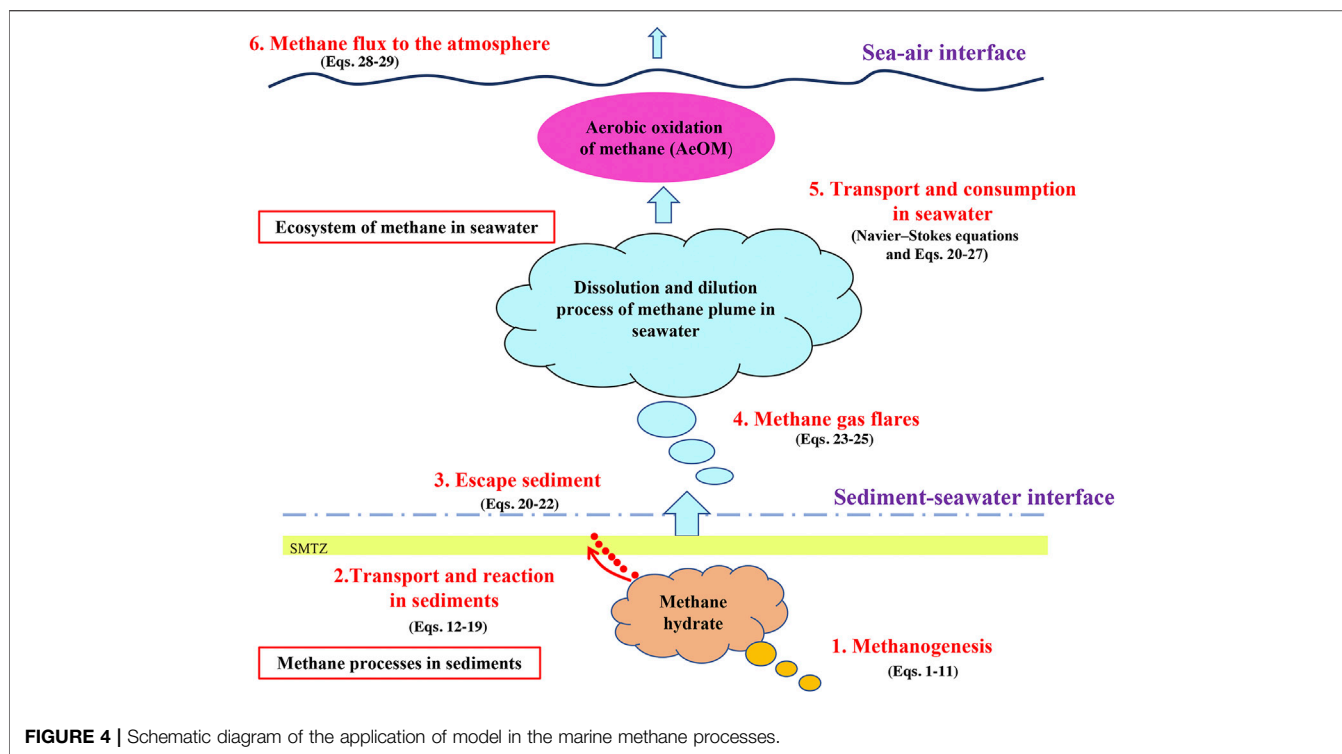 6. Methane flux to the atmosphere
(Eqs. 28-29)
Sea-air interface
Aerobic oxidation
of methane (AeOM)
5. Transport and consumption
in seawater
(Navier–Stokes equations
and Eqs. 20-27)
Ecosystem of methane in seawater
Dissolution and dilution
process of methane plume in
seawater
4. Methane gas flares
(Eqs. 23-25)
3. Escape sediment
(Eqs. 20-22)
Sediment-seawater interface
SMTZ
2.Transport and reaction
in sediments
(Eqs. 12-19)
Methane
hydrate
Methane processes in sediments
1. Methanogenesis
(Eqs. 1-11)
FIGURE 4 | Schematic diagram of the application of model in the marine methane processes.